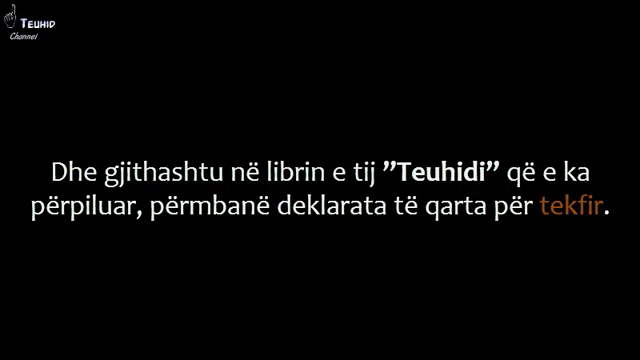 Teuhid
Channel
Dhe gjithashtu në librin e tij ”Teuhidi” që e ka
përpiluar, përmbanë deklarata të qarta për tekfir.